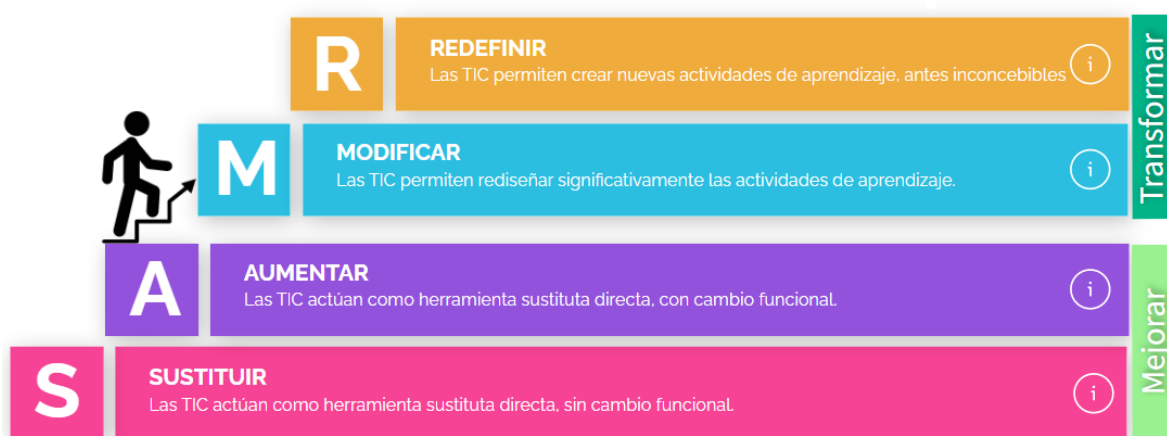 R
REDEFINIR
Las TIC permiten crear nuevas actividades de aprendizaje, antes inconcebibles
i
Transformar
M
MODIFICAR
Las TIC permiten rediseñar significativamente las actividades de aprendizaje.
i
A
AUMENTAR
Las TIC actúan como herramienta sustituta directa, con cambio funcional.
i
Mejorar
S
SUSTITUIR
Las TIC actúan como herramienta sustituta directa, sin cambio funcional.
i